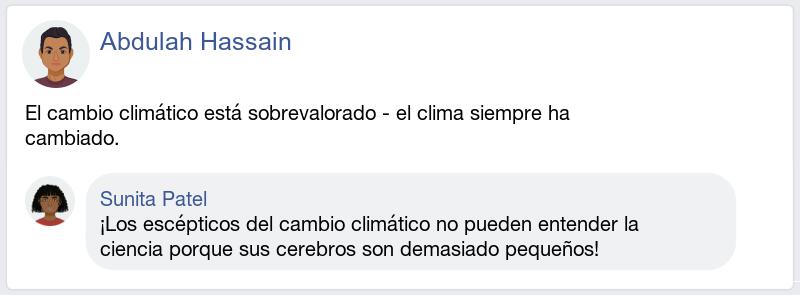 Abdulah Hassain
El cambio climático está sobrevalorado - el clima siempre ha
cambiado.
Sunita Patel
¡Los escépticos del cambio climático no pueden entender la
ciencia porque sus cerebros son demasiado pequeños!